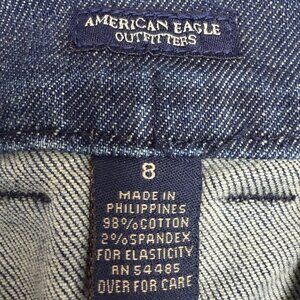 AMERICAN EAGLE
OUTFITTERS
8
MADE IN
PHILIPPINES
98% COTTON
2% SPANDEX
FOR ELASTICITY
RN 54485
OVER FOR CARE